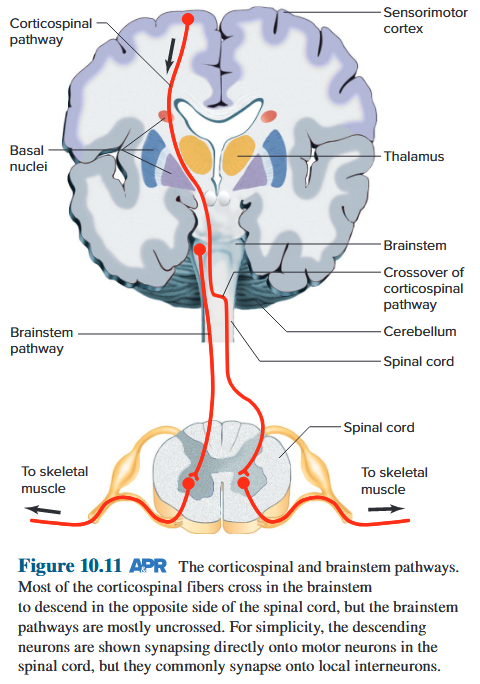 Corticospinal
pathway
Sensorimotor
cortex
Basal
nuclei
Thalamus
Brainstem
Crossover of
corticospinal
pathway
Cerebellum
Brainstem
pathway
Spinal cord
Spinal cord
To skeletal
muscle
To skeletal
muscle
Figure 10.11 AP&R The corticospinal and brainstem pathways.
Most of the corticospinal fibers cross in the brainstem
to descend in the opposite side of the spinal cord, but the brainstem
pathways are mostly uncrossed. For simplicity, the descending
neurons are shown synapsing directly onto motor neurons in the
spinal cord, but they commonly synapse onto local interneurons.